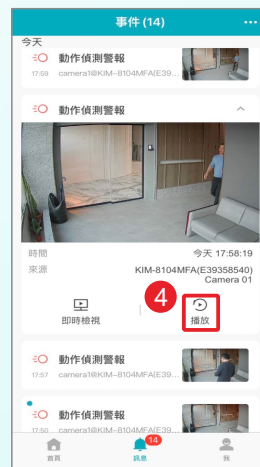 事件 (14)
今天
動作偵測警報
17:59 camera1@KIM-8104MFA(E39...
動作偵測警報
時間 今天 17:58:19
來源 KIM-8104MFA(E39358540)
Camera 01
4
即時檢視 播放
動作偵測警報
17:57 camera1@KIM-8104MFA(E39...
動作偵測警報
17:50 camera1@KIM-8104MFA(E39...
14
首頁 訊息 我